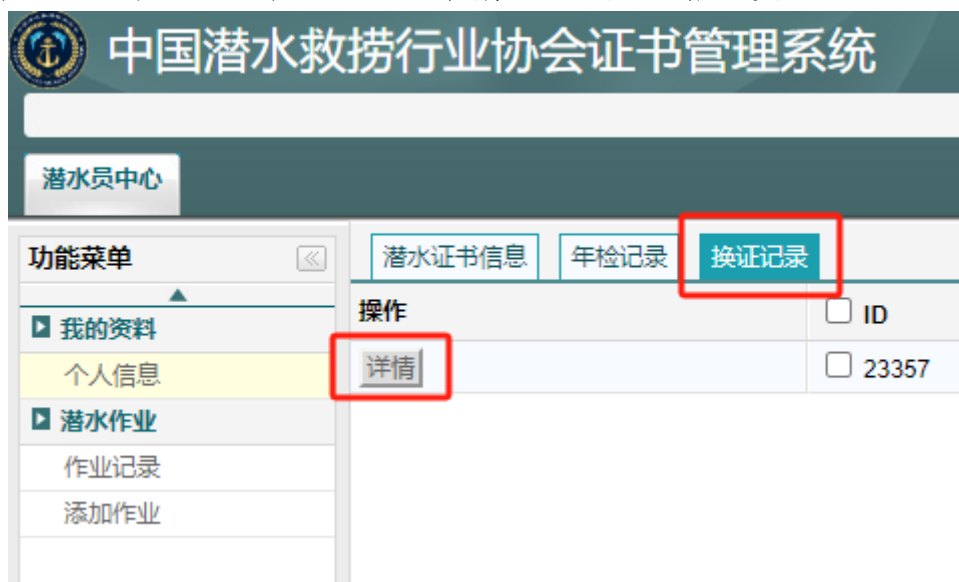 中国潜水救捞行业协会证书管理系统
潜水员中心
功能菜单
潜水证书信息 年检记录 换证记录
操作 ID
我的资料
详情 23357
个人信息
潜水作业
作业记录
添加作业